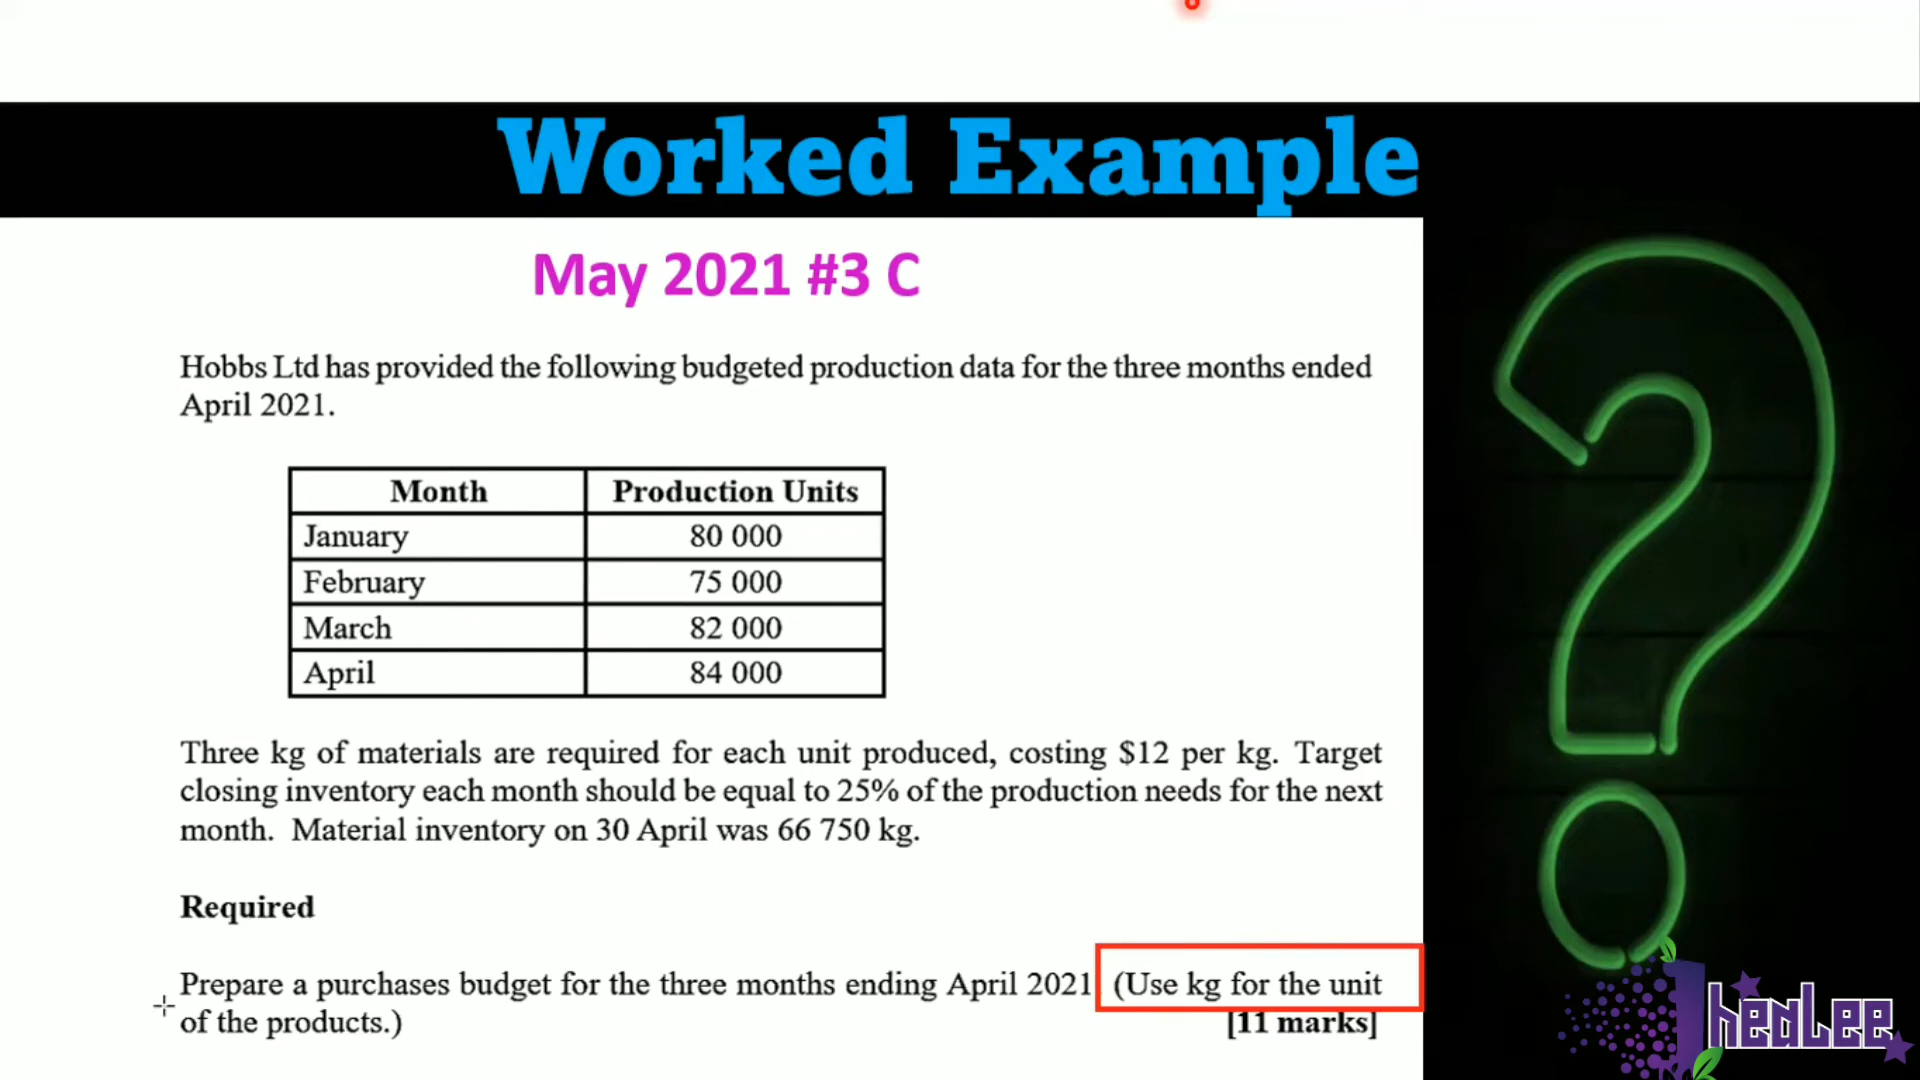 Worked Example
May 2021 #3 C
Hobbs Ltd has provided the following budgeted production data for the three months ended
April 2021.
Month Production Units
January 80 000
February 75 000
March 82 000
April 84 000
Three kg of materials are required for each unit produced, costing $12 per kg. Target
closing inventory each month should be equal to 25% of the production needs for the next
month. Material inventory on 30 April was 66 750 kg.
Required
Prepare a purchases budget for the three months ending April 2021 (Use kg for the unit
of the products.) [11 marks]
1heaLee